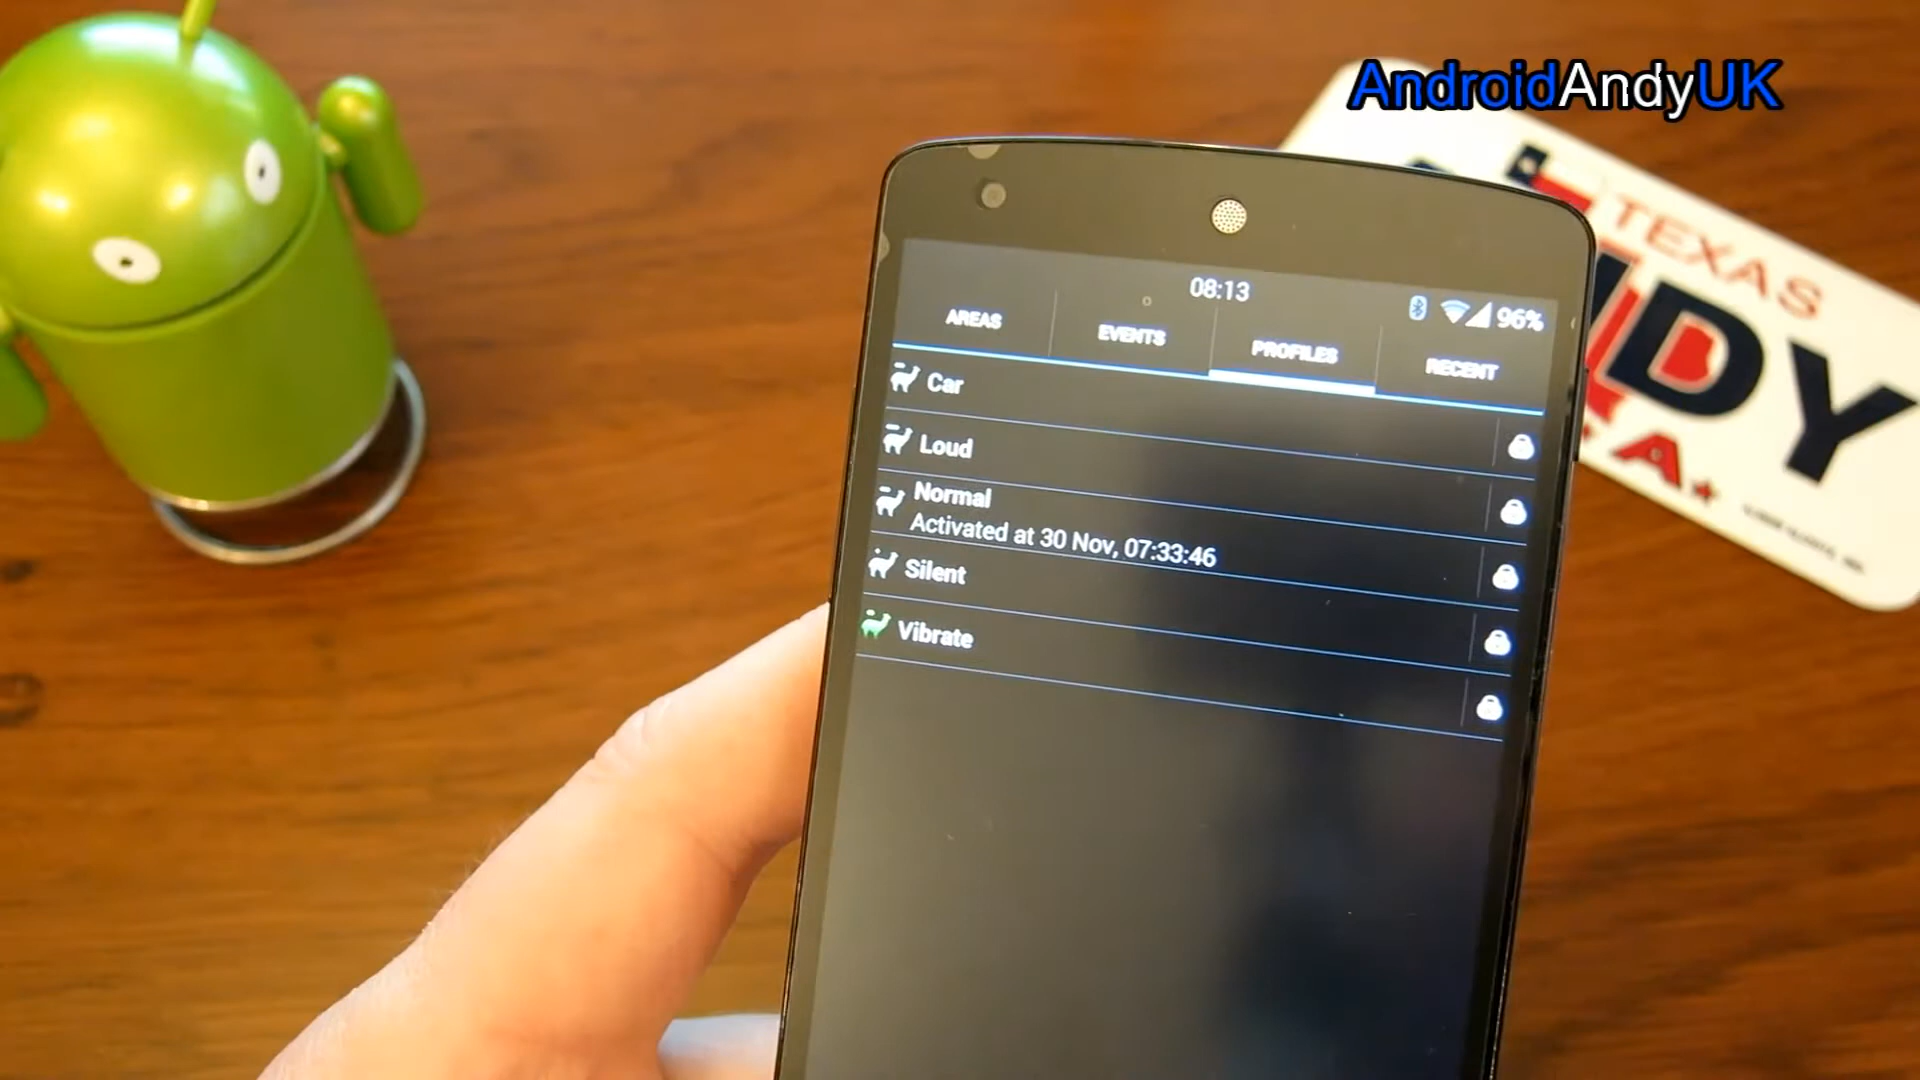 AndroidAndyUK
08:13
96%
AREAS
EVENTS
PROFILES
RECENT
Car
Loud
Normal
Activated at 30 Nov, 07:33:46
Silent
Vibrate
TEXAS
DY